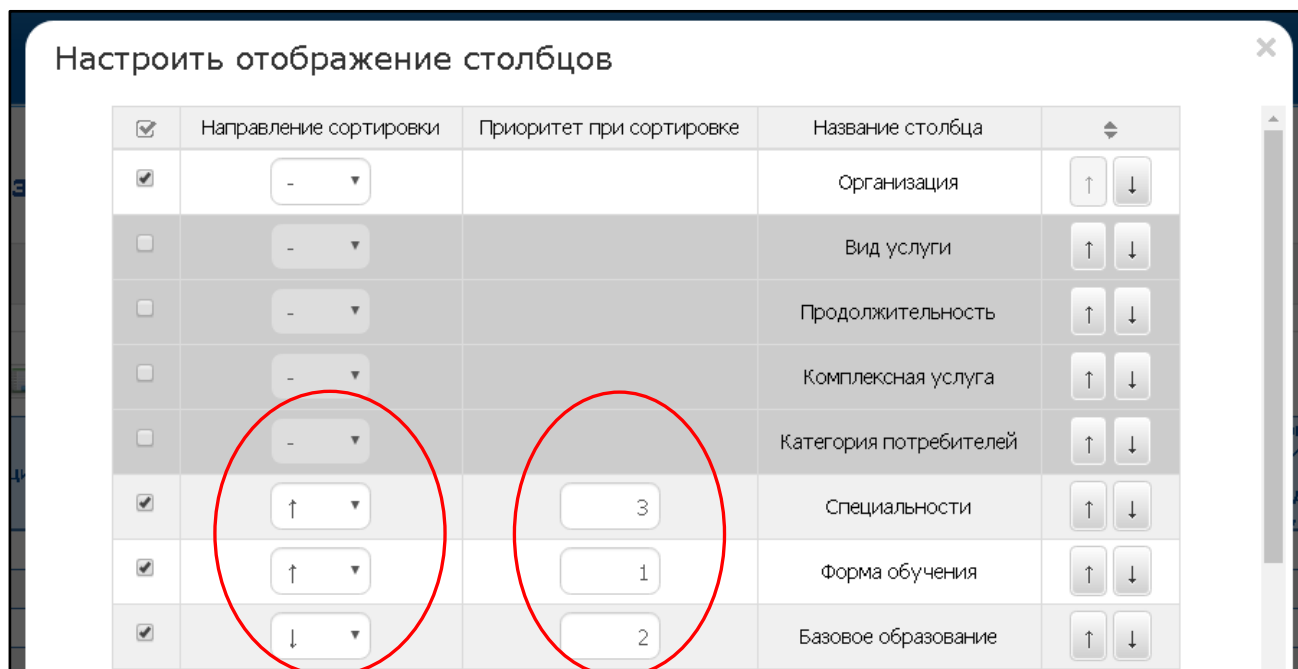 Настроить отображение столбцов
Направление сортировки Приоритет при сортировке Название столбца
- Организация ↑ ↓
- Вид услуги ↑ ↓
- Продолжительность ↑ ↓
- Комплексная услуга ↑ ↓
- Категория потребителей ↑ ↓
↑ 3 Специальности ↑ ↓
↑ 1 Форма обучения ↑ ↓
↓ 2 Базовое образование ↑ ↓